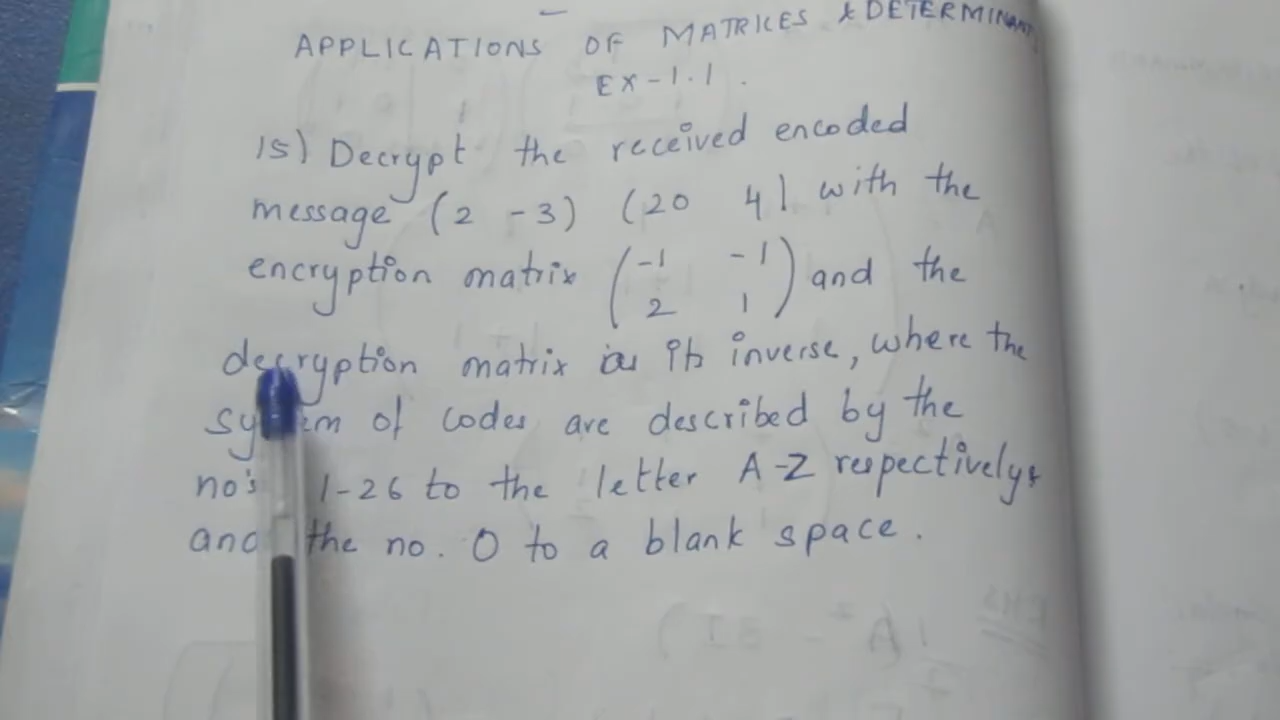 APPLICATIONS OF MATRICES & DETERMINANT
EX-1.1.
15) Decrypt the received encoded
message (2 -3) (20 4) with the
encryption matrix (-1 -1
2 1) and the
decryption matrix as its inverse, where the
system of codes are described by the
no's 1-26 to the letter A-Z respectively &
and the no. 0 to a blank space.